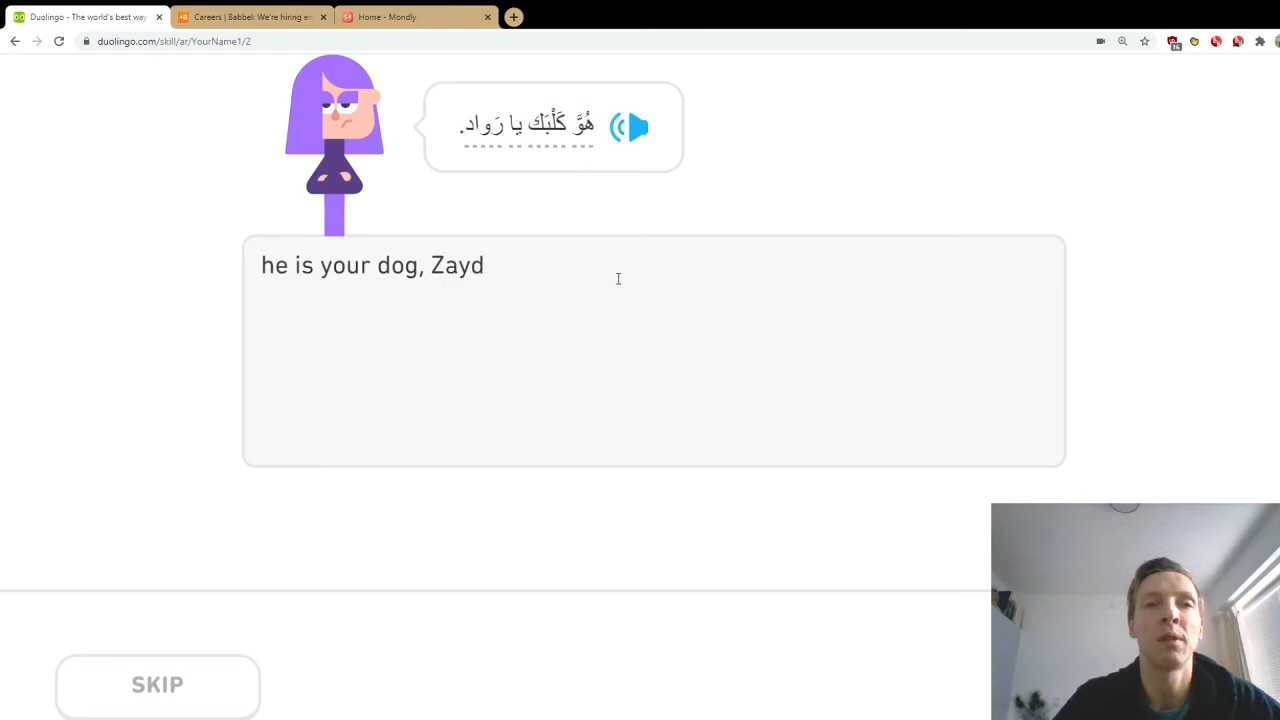 Duolingo - The world's best way
Careers | Babbel: We're hiring en
Home - Mondly
duolingo.com/skill/ar/YourName1/2
16
هُوَّ كَلْبَك يا رَواد.
he is your dog, Zayd
SKIP